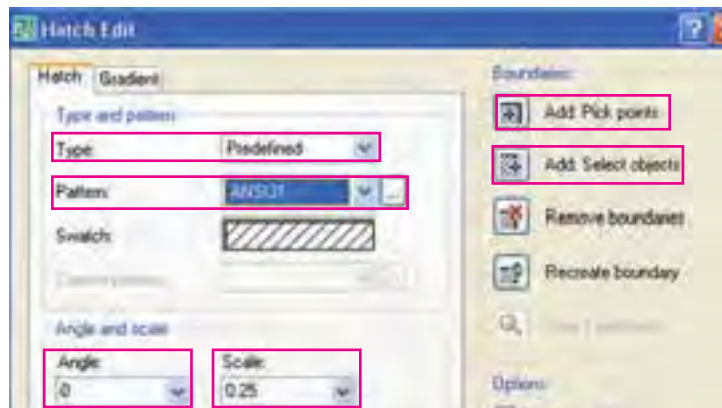 Hatch Edit
Hatch Gradient
Type and pattern
Type: Predefined
Pattern: ANSI31 ...
Swatch:
Angle and scale
Angle: Scale:
0 0.25
Boundaries
Add: Pick points
Add: Select objects
Remove boundaries
Recreate boundary
Options